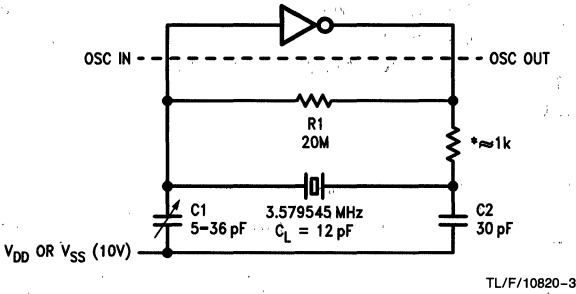 OSC IN
OSC OUT
R1
20M
*≈1k
C1
5-36 pF
3.579545 MHz
C_L = 12 pF
C2
30 pF
V_DD OR V_SS (10V)
TL/F/10820-3